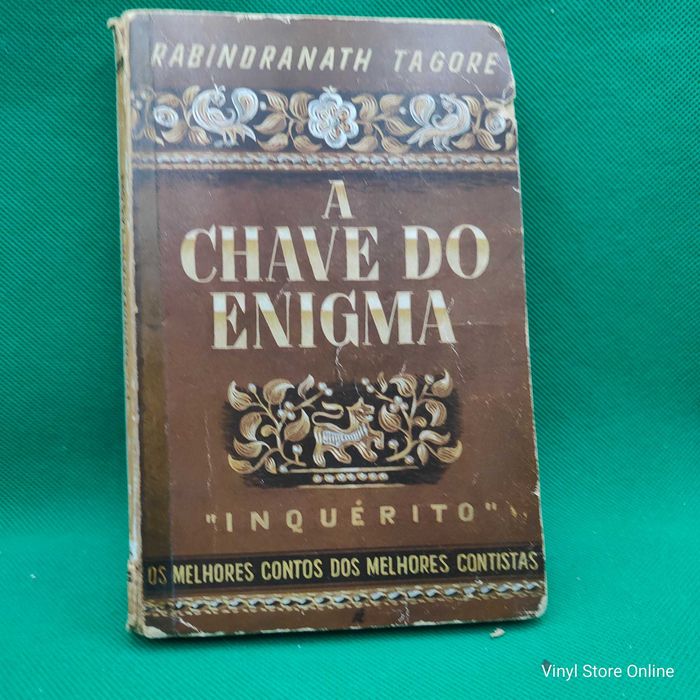 RABINDRANATH TAGORE
A
CHAVE DO
ENIGMA
"INQUÉRITO"
OS MELHORES CONTOS DOS MELHORES CONTISTAS
Vinyl Store Online